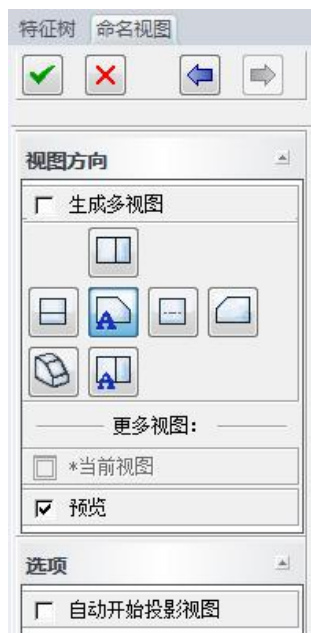 特征树 命名视图
视图方向
生成多视图
A
A
更多视图：
*当前视图
预览
选项
自动开始投影视图